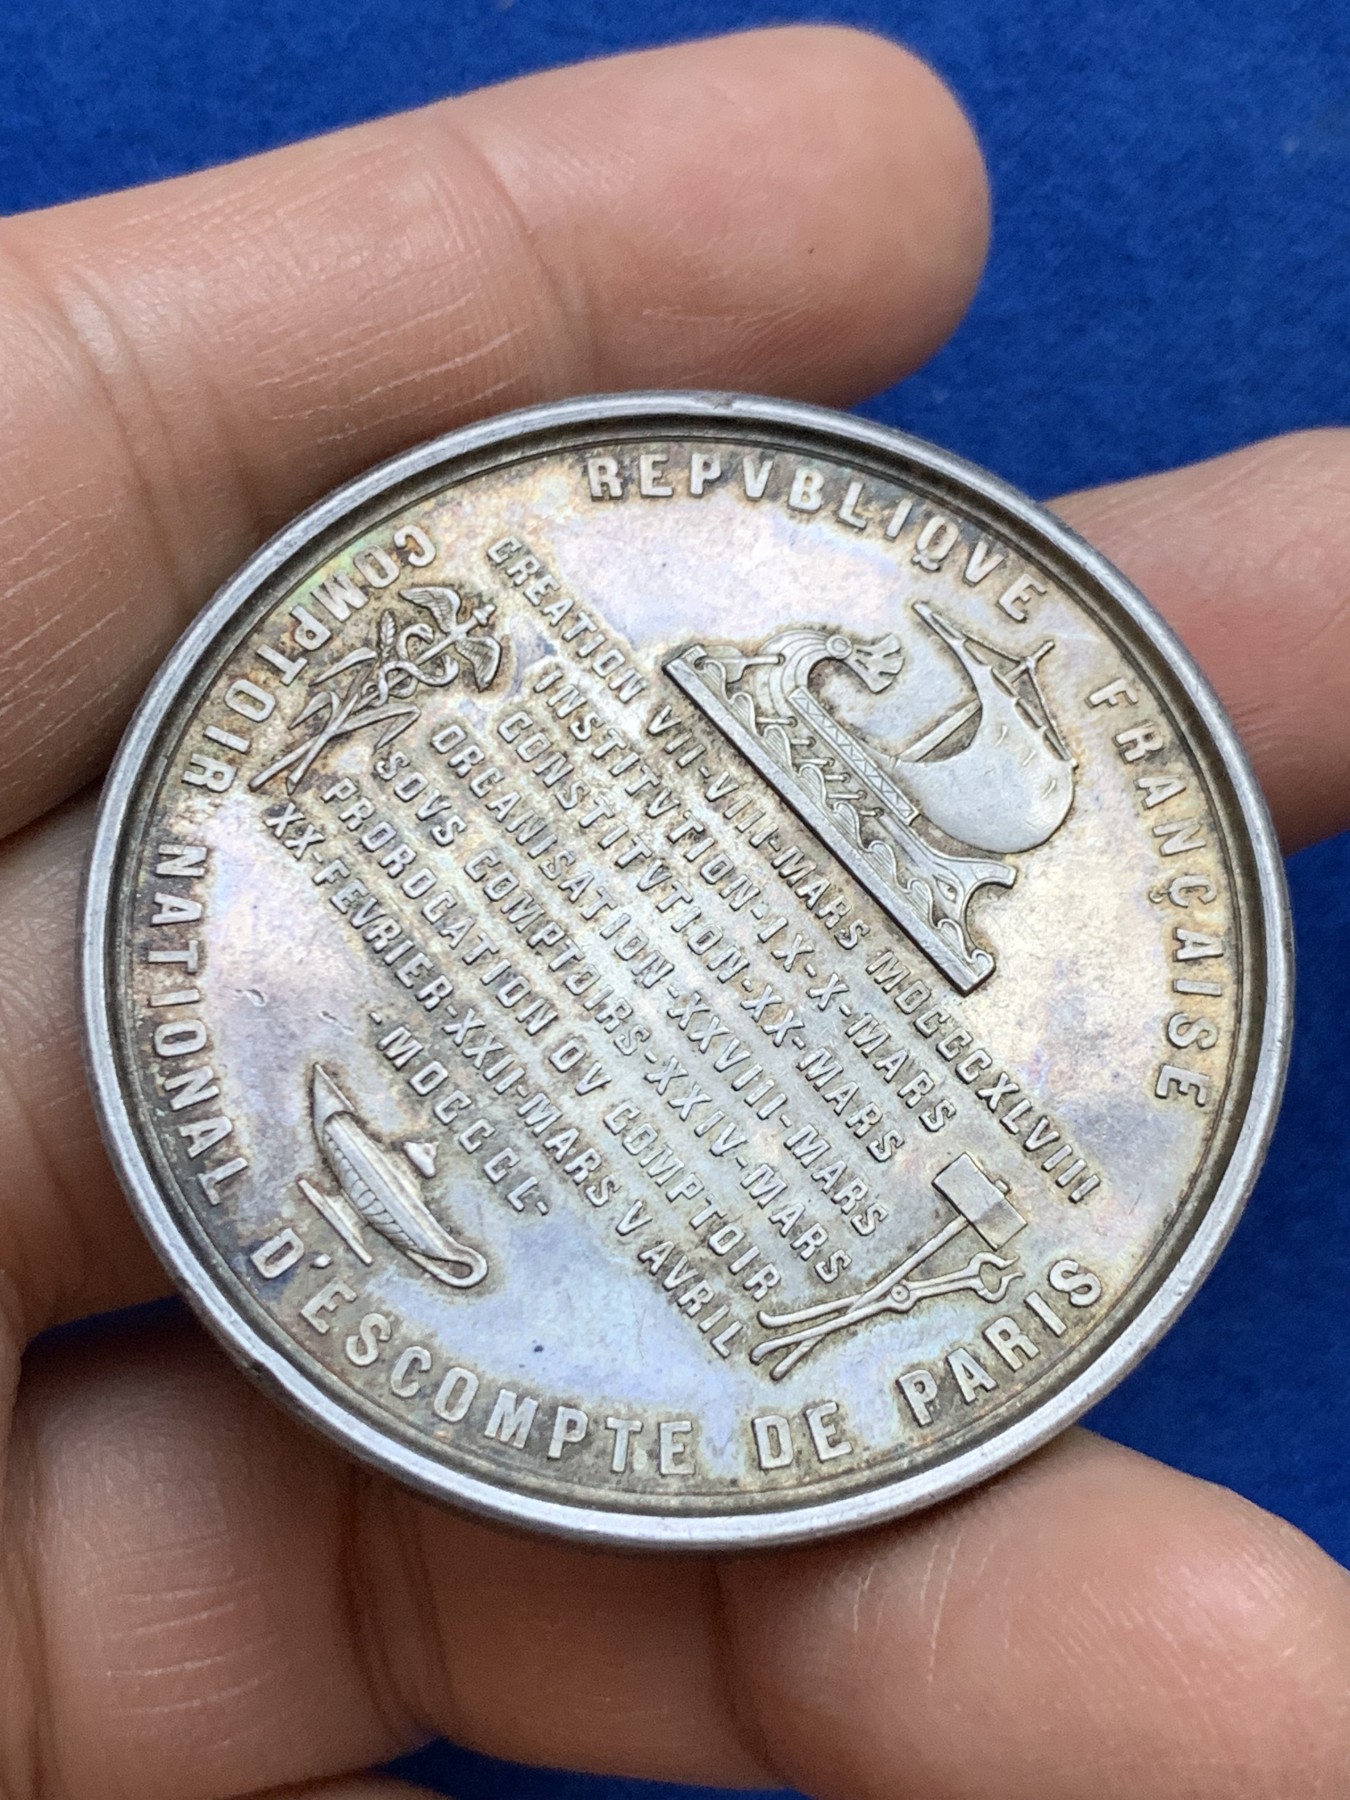 REPVBLIQVE FRANÇAISE
CREATION VII-VIII-MARS MDCCCXLVIII
INSTITVTION-IX-X-MARS
CONSTITVTION-XX-MARS
ORGANISATION-XXVIII-MARS
SOVS COMPTOIRS-XXIV-MARS
PROROGATION DV COMPTOIR
XX-FEVRIER-XXII-MARS V AVRIL
-MDCCCL-
COMPTOIR NATIONAL D'ESCOMPTE DE PARIS